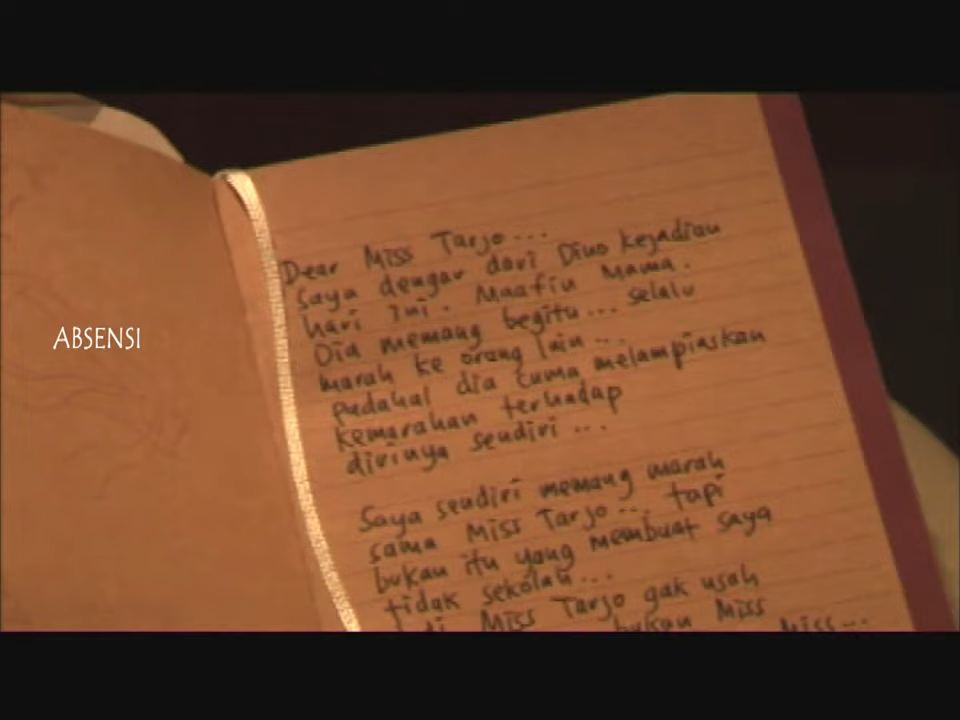 ABSENSI
Dear Miss Tarjo...
saya dengar dari Dino kejadian
hari ini. Maafin Mama.
Dia memang begitu... selalu
marah ke orang lain...
padahal dia cuma melampiaskan
kemarahan terhadap
dirinya sendiri...
Saya sendiri memang marah
sama Miss Tarjo... tapi
bukan itu yang membuat saya
tidak sekolah...
Miss Tarjo gak usah
bukan Miss
Miss...